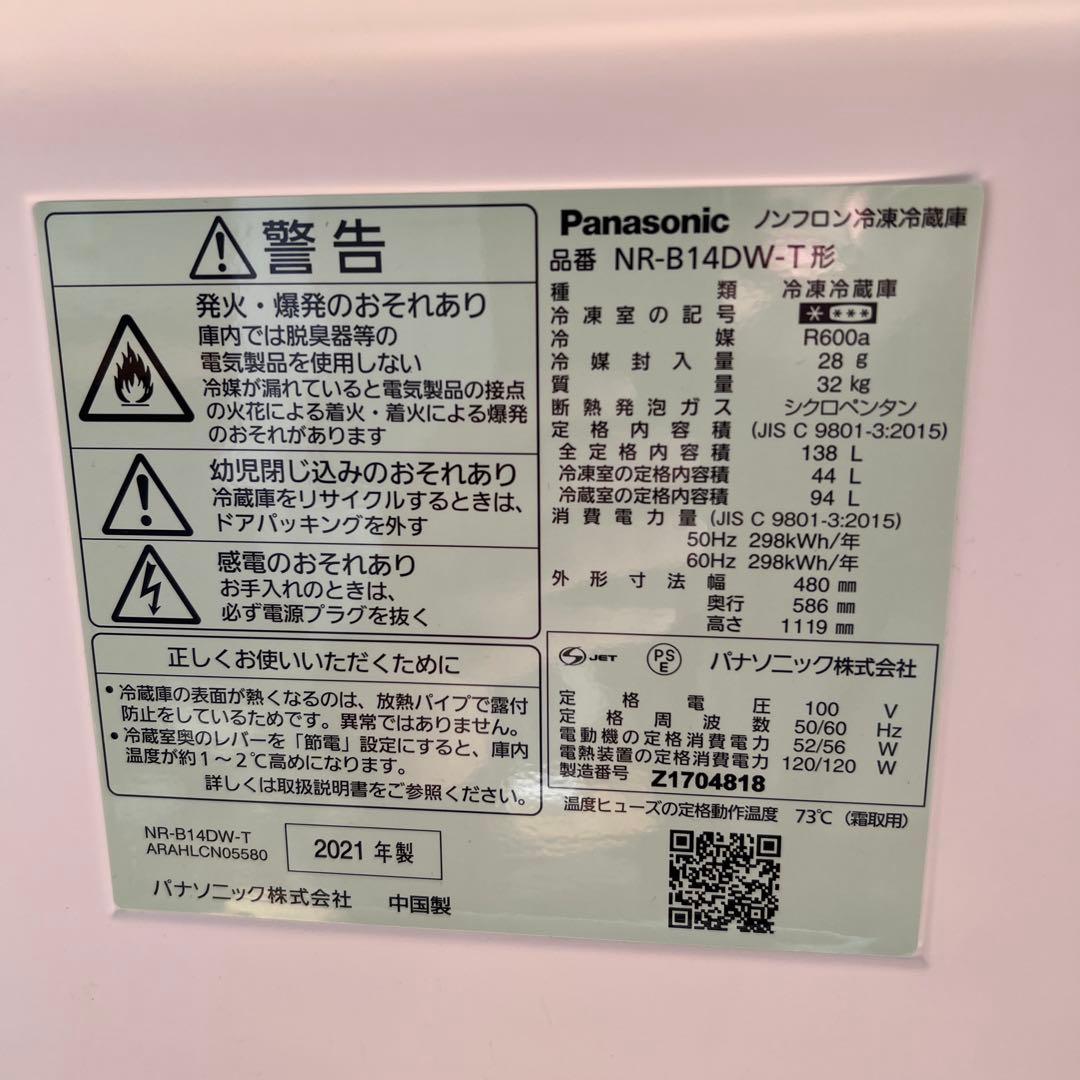 警告
発火・爆発のおそれあり
庫内では脱臭器等の
電気製品を使用しない
冷媒が漏れていると電気製品の接点
の火花による着火・着火による爆発
のおそれがあります
幼児閉じ込みのおそれあり
冷蔵庫をリサイクルするときは、
ドアパッキングを外す
感電のおそれあり
お手入れのときは、
必ず電源プラグを抜く
正しくお使いいただくために
•冷蔵庫の表面が熱くなるのは、放熱パイプで露付
防止をしているためです。異常ではありません。
•冷蔵室奥のレバーを「節電」設定にすると、庫内
温度が約1～2℃高めになります。
詳しくは取扱説明書をご参照ください。
NR-B14DW-T
ARAHLCN05580
2021 年製
パナソニック株式会社 中国製
Panasonic ノンフロン冷凍冷蔵庫
品番 NR-B14DW-T形
種類 冷凍冷蔵庫
冷凍室の記号 * ***
冷媒 R600a
冷媒封入量 28 g
質量 32 kg
断熱発泡ガス シクロペンタン
定格内容積 (JIS C 9801-3:2015)
全定格内容積 138 L
冷凍室の定格内容積 44 L
冷蔵室の定格内容積 94 L
消費電力量 (JIS C 9801-3:2015)
50Hz 298kWh/年
60Hz 298kWh/年
外形寸法 幅 480 mm
奥行 586 mm
高さ 1119 mm
S JET PS E パナソニック株式会社
定格電圧 100 V
定格周波数 50/60 Hz
電動機の定格消費電力 52/56 W
電熱装置の定格消費電力 120/120 W
製造番号 Z1704818
温度ヒューズの定格動作温度 73℃（霜取用）